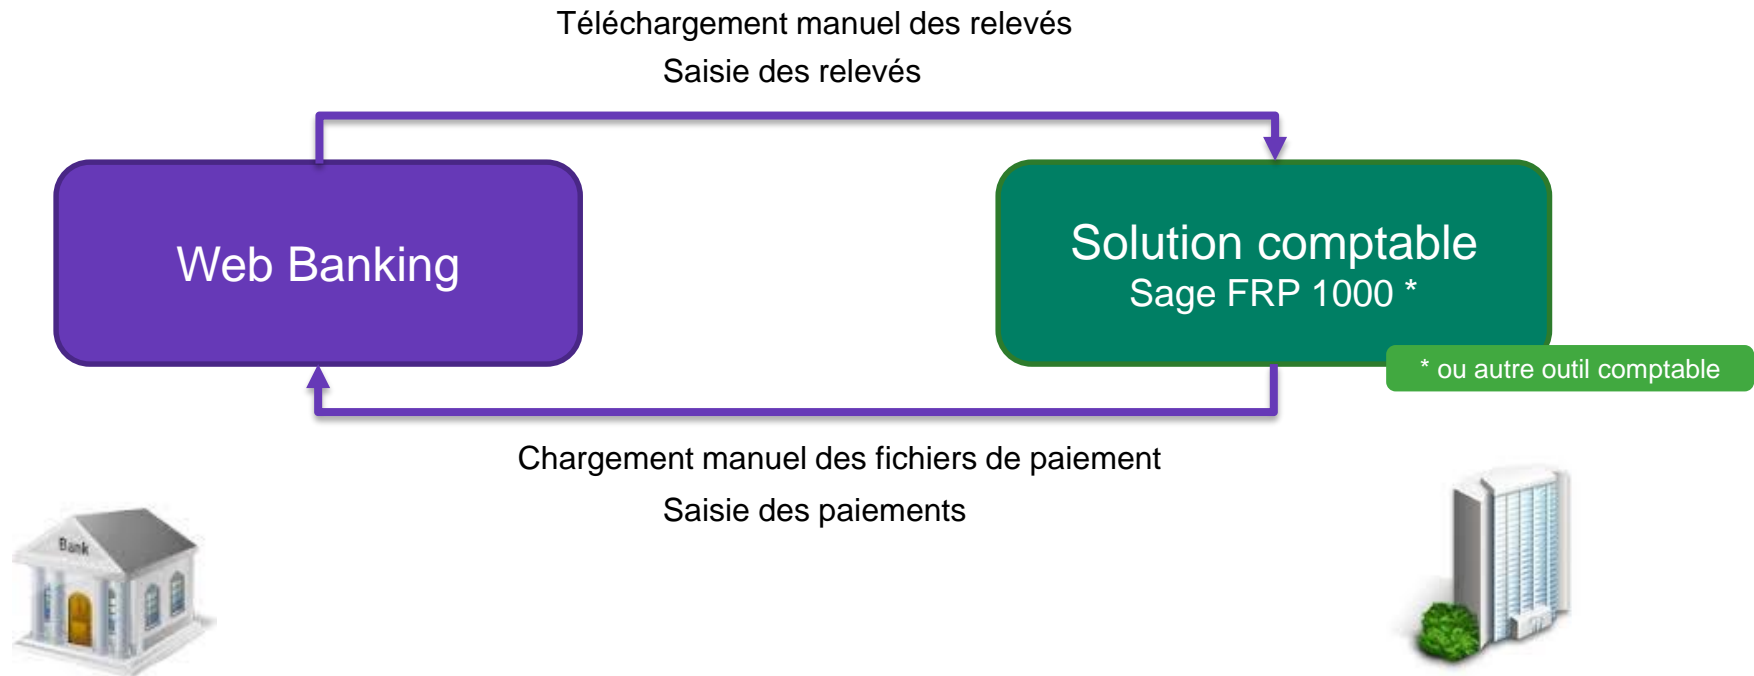 Téléchargement manuel des relevés
Saisie des relevés
Web Banking
Solution comptable
Sage FRP 1000 *
* ou autre outil comptable
Chargement manuel des fichiers de paiement
Saisie des paiements
Bank